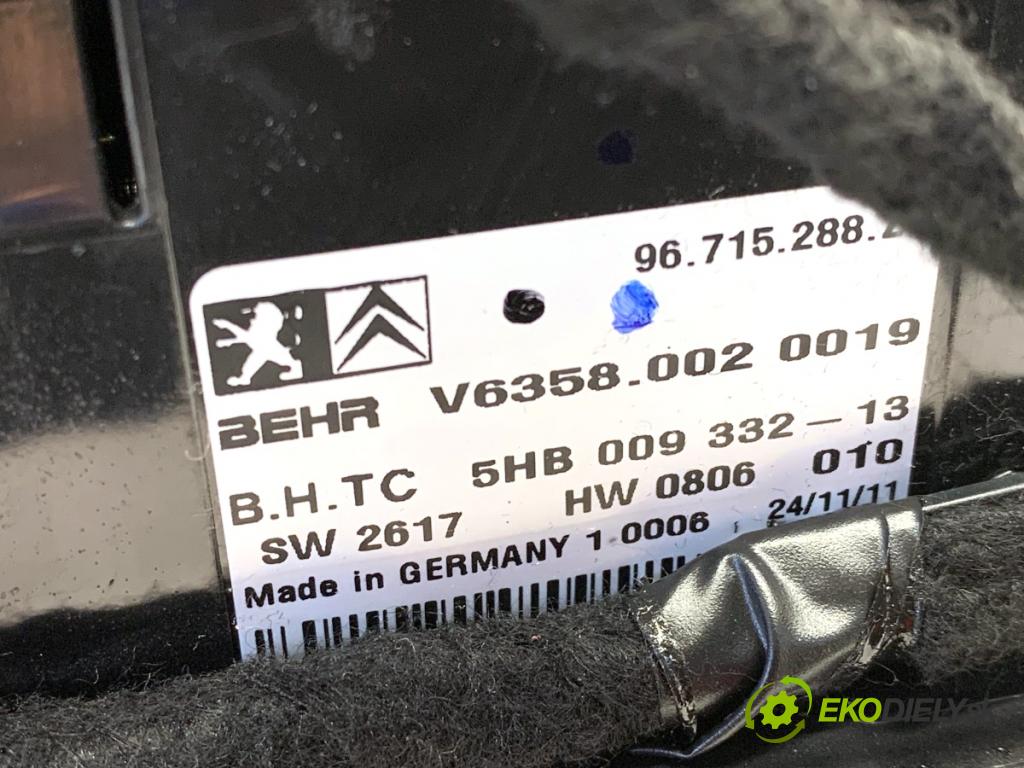 96.715.288.
BEHR V6358.002 0019
B.H.TC 5HB 009 332-13
SW 2617 HW 0806 010
Made in GERMANY 1 0006 24/11/11
EKODIELY